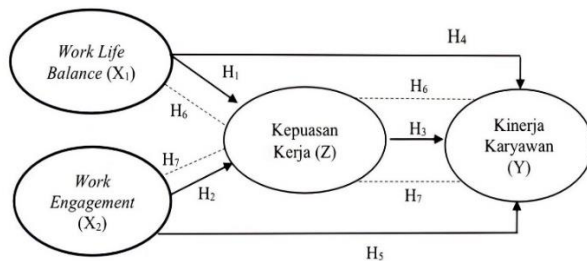 Work Life
Balance (X₁)
H₄
H₁
H₆
H₆
Kepuasan
Kerja (Z)
H₃
Kinerja
Karyawan
(Y)
H₇
H₂
H₇
Work
Engagement
(X₂)
H₅